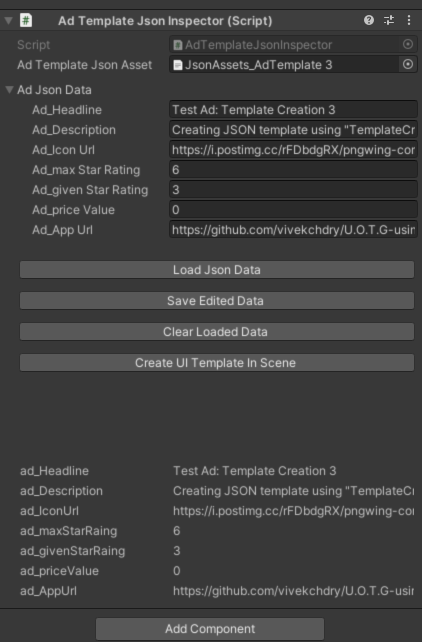 Ad Template Json Inspector (Script)
Script AdTemplateJsonInspector
Ad Template Json Asset JsonAssets_AdTemplate 3
Ad Json Data
Ad_Headline Test Ad: Template Creation 3
Ad_Description Creating JSON template using "TemplateCr
Ad_Icon Url https://i.postimg.cc/rFDbdgRX/pngwing-cor
Ad_max Star Rating 6
Ad_given Star Rating 3
Ad_price Value 0
Ad_App Url https://github.com/vivekchdry/U.O.T.G-usin
Load Json Data
Save Edited Data
Clear Loaded Data
Create UI Template In Scene
ad_Headline Test Ad: Template Creation 3
ad_Description Creating JSON template using "TemplateCr
ad_IconUrl https://i.postimg.cc/rFDbdgRX/pngwing-cor
ad_maxStarRaing 6
ad_givenStarRaing 3
ad_priceValue 0
ad_AppUrl https://github.com/vivekchdry/U.O.T.G-usin
Add Component